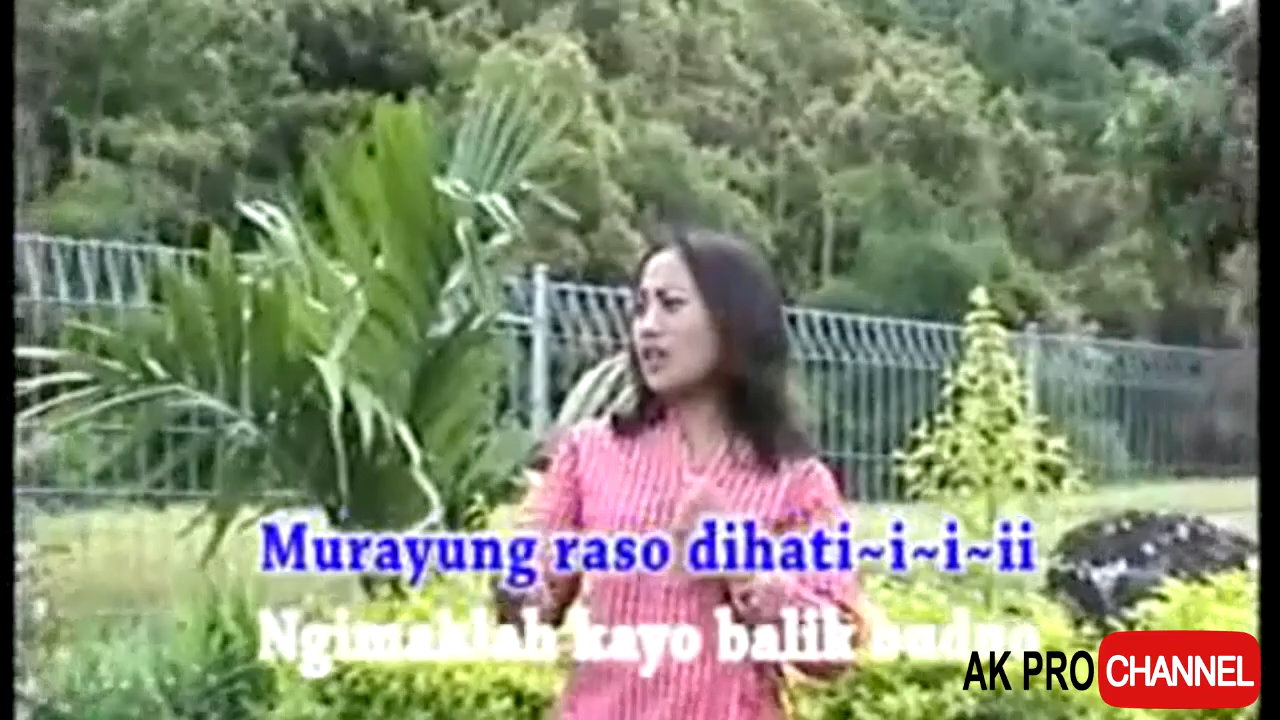 Murayung raso dihati~i~i~ii
Ngimaklah kayo balik
AK PRO CHANNEL